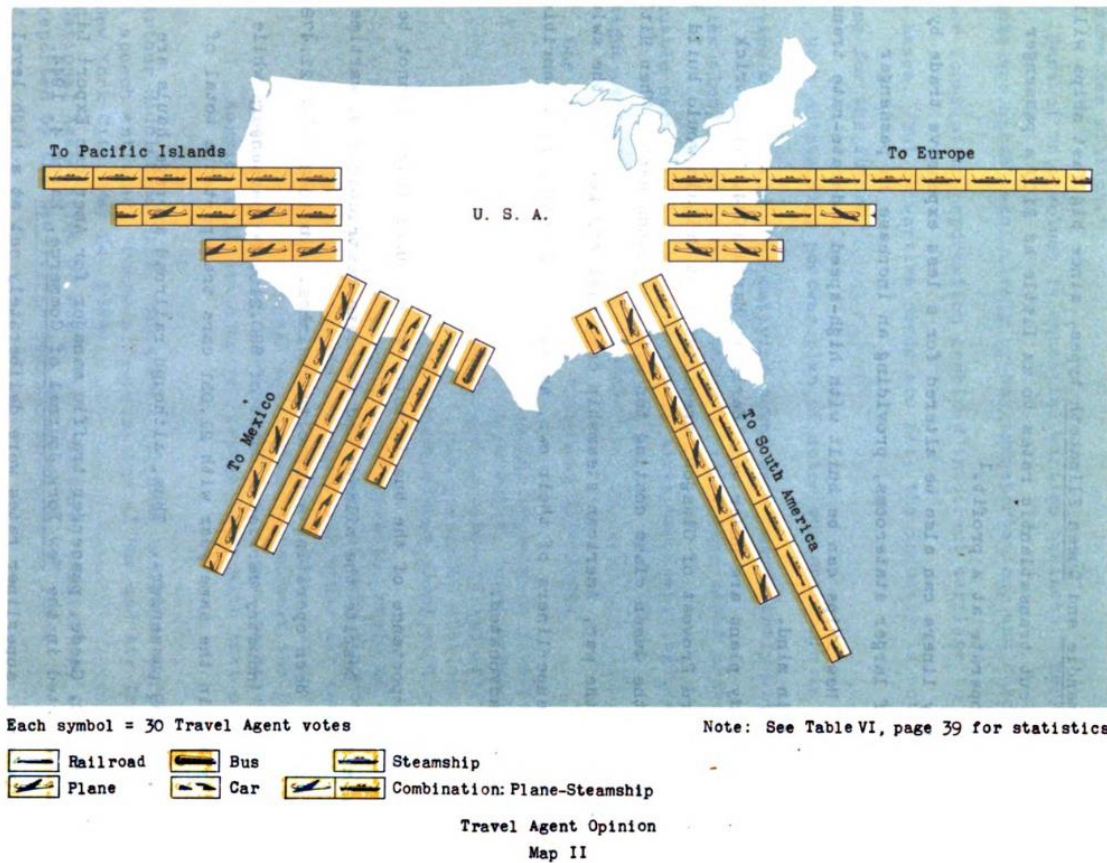 To Pacific Islands
To Europe
U. S. A.
To Mexico
To South America
Each symbol = 30 Travel Agent votes
Note: See Table VI, page 39 for statistics
Railroad
Bus
Steamship
Plane
Car
Combination: Plane-Steamship
Travel Agent Opinion
Map II